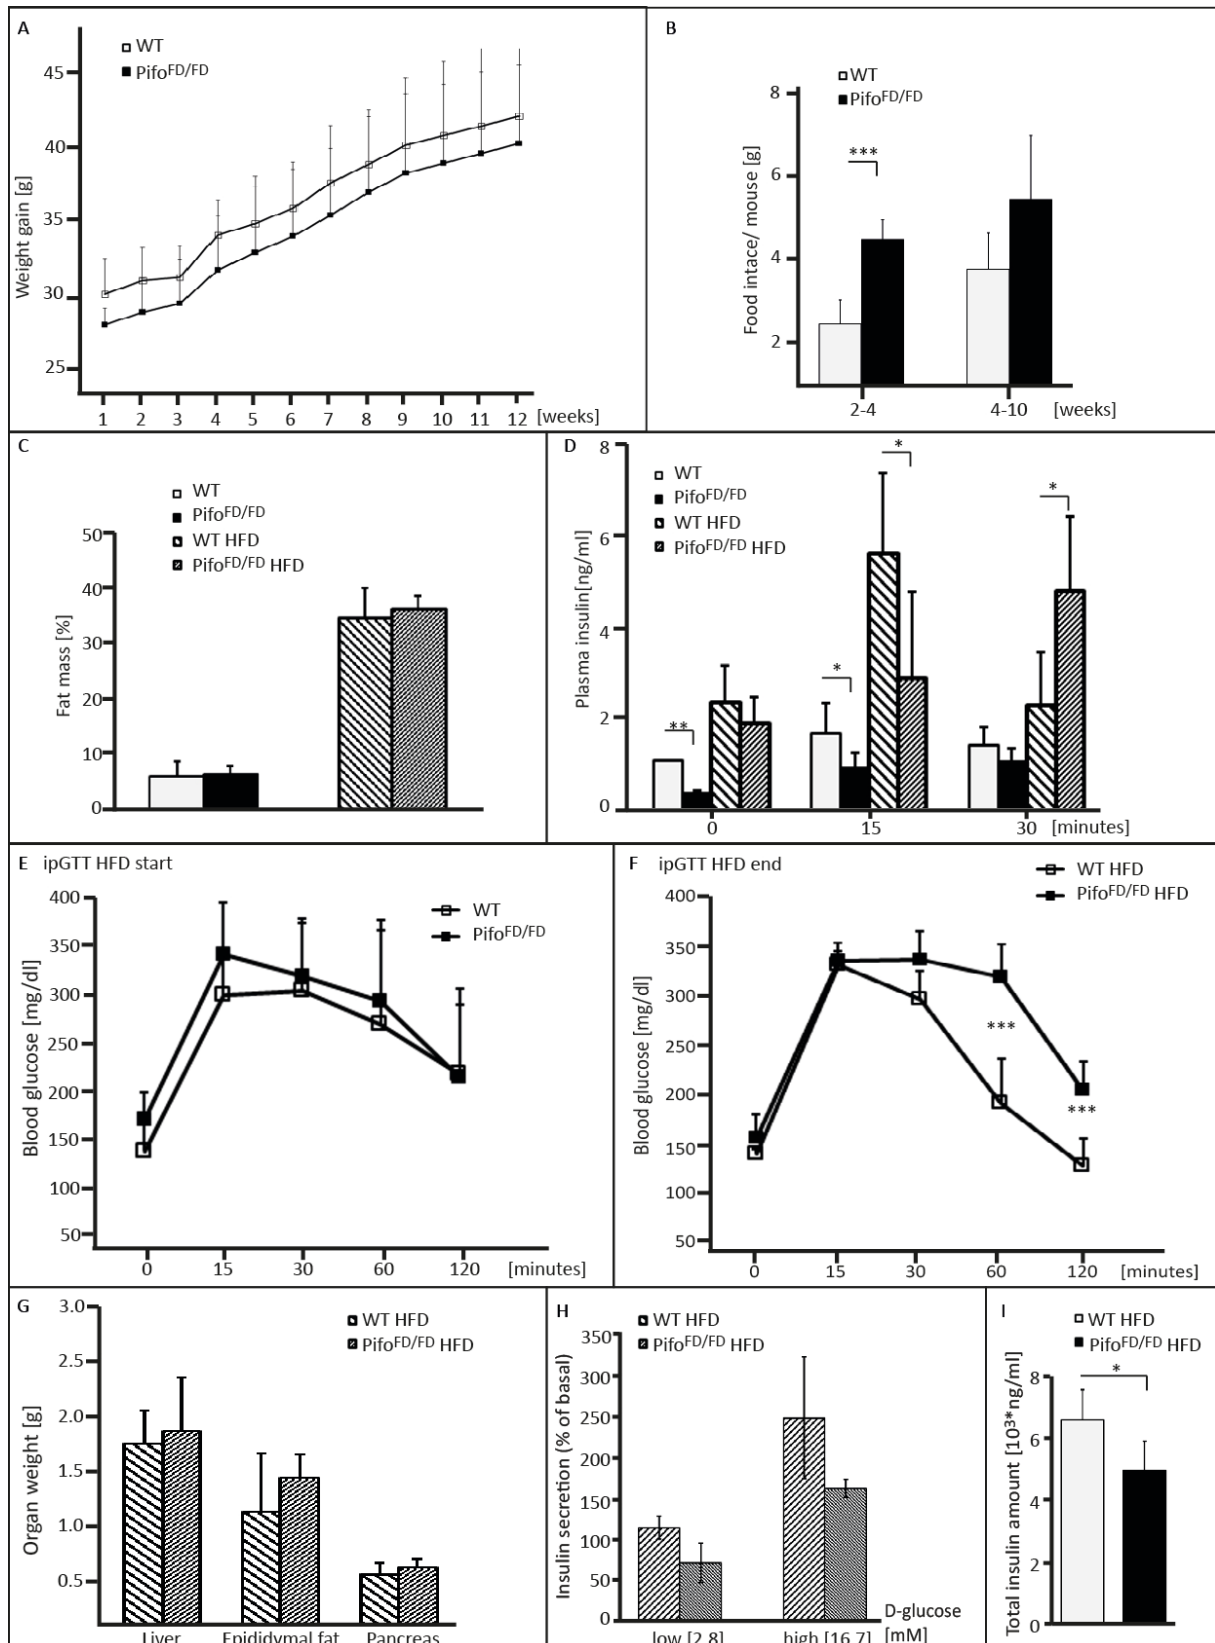 A
WT
Pifo^FD/FD
Weight gain [g]
45
40
35
30
25
1 2 3 4 5 6 7 8 9 10 11 12 [weeks]
B
WT
Pifo^FD/FD
Food intace/ mouse [g]
8
6
4
2
***
2-4 4-10 [weeks]
C
WT
Pifo^FD/FD
WT HFD
Pifo^FD/FD HFD
Fat mass [%]
50
40
30
20
10
0
D
WT
Pifo^FD/FD
WT HFD
Pifo^FD/FD HFD
Plasma insulin[ng/ml]
8
6
4
2
0
**
*
*
*
0 15 30 [minutes]
E ipGTT HFD start
WT
Pifo^FD/FD
Blood glucose [mg/dl]
400
350
300
250
200
150
100
50
0 15 30 60 120 [minutes]
F ipGTT HFD end
WT HFD
Pifo^FD/FD HFD
Blood glucose [mg/dl]
400
350
300
250
200
150
100
50
***
***
0 15 30 60 120 [minutes]
G
WT HFD
Pifo^FD/FD HFD
Organ weight [g]
3.0
2.5
2.0
1.5
1.0
0.5
Liver Epididymal fat Pancreas
H
WT HFD
Pifo^FD/FD HFD
Insulin secretion (% of basal)
350
300
250
200
150
100
50
0
low [2.8] high [16.7]
D-glucose
[mM]
I
WT HFD
Pifo^FD/FD HFD
Total insulin amount [10³*ng/ml]
8
6
4
2
0
*